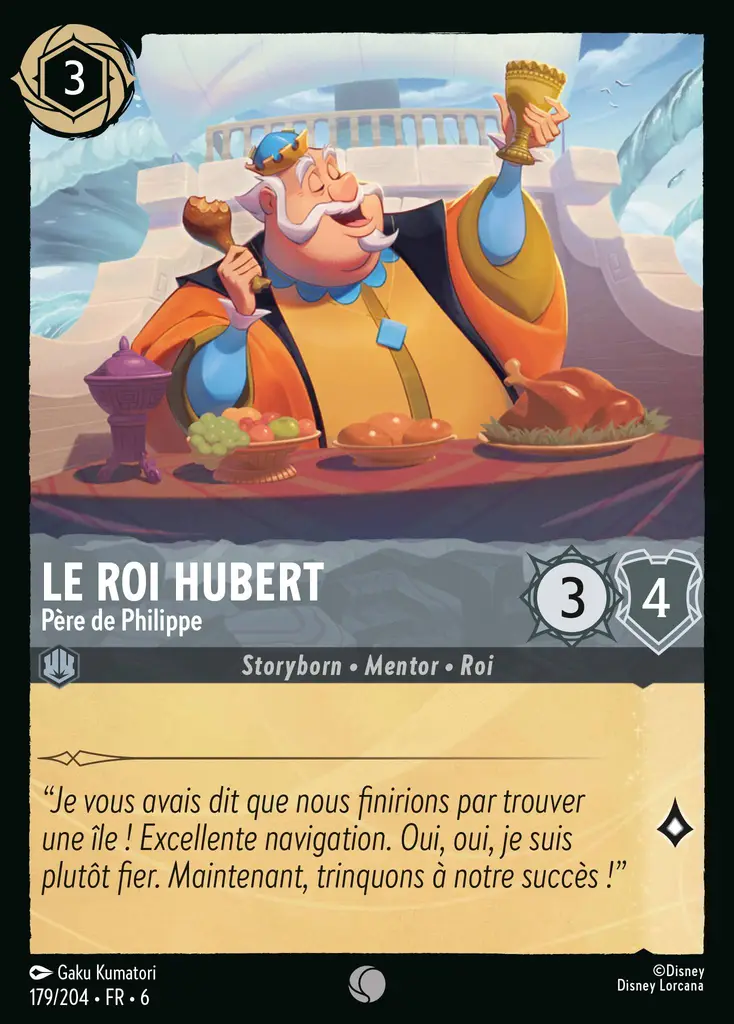 3
LE ROI HUBERT
Père de Philippe
3
4
Storyborn • Mentor • Roi
“Je vous avais dit que nous finirions par trouver
une île ! Excellente navigation. Oui, oui, je suis
plutôt fier. Maintenant, trinquons à notre succès !”
Gaku Kumatori
©Disney
179/204 • FR • 6
Disney Lorcana